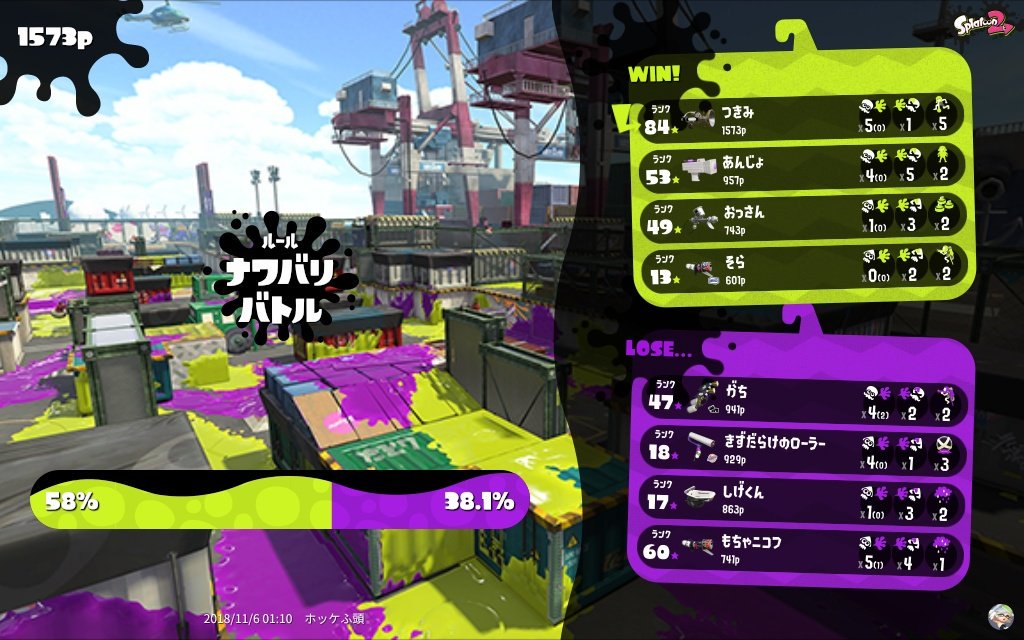 1573p
Splatoon 2
WIN!
ランク
84 つきみ
1573p
x5(0) x1 x5
ランク
53 あんじょ
957p
x4(0) x5 x2
ランク
49 おっさん
743p
x1(0) x3 x2
ランク
13 そら
601p
x0(0) x2 x2
ルール
ナワバリ
バトル
LOSE...
ランク
47 がち
941p
x4(2) x2 x2
ランク
18 きずだらけのローラー
929p
x4(0) x1 x3
ランク
17 しげくん
863p
x1(0) x3 x2
ランク
60 もちゃニコフ
741p
x5(1) x4 x1
58% 38.1%
2018/11/6 01:10 ホッケふ頭